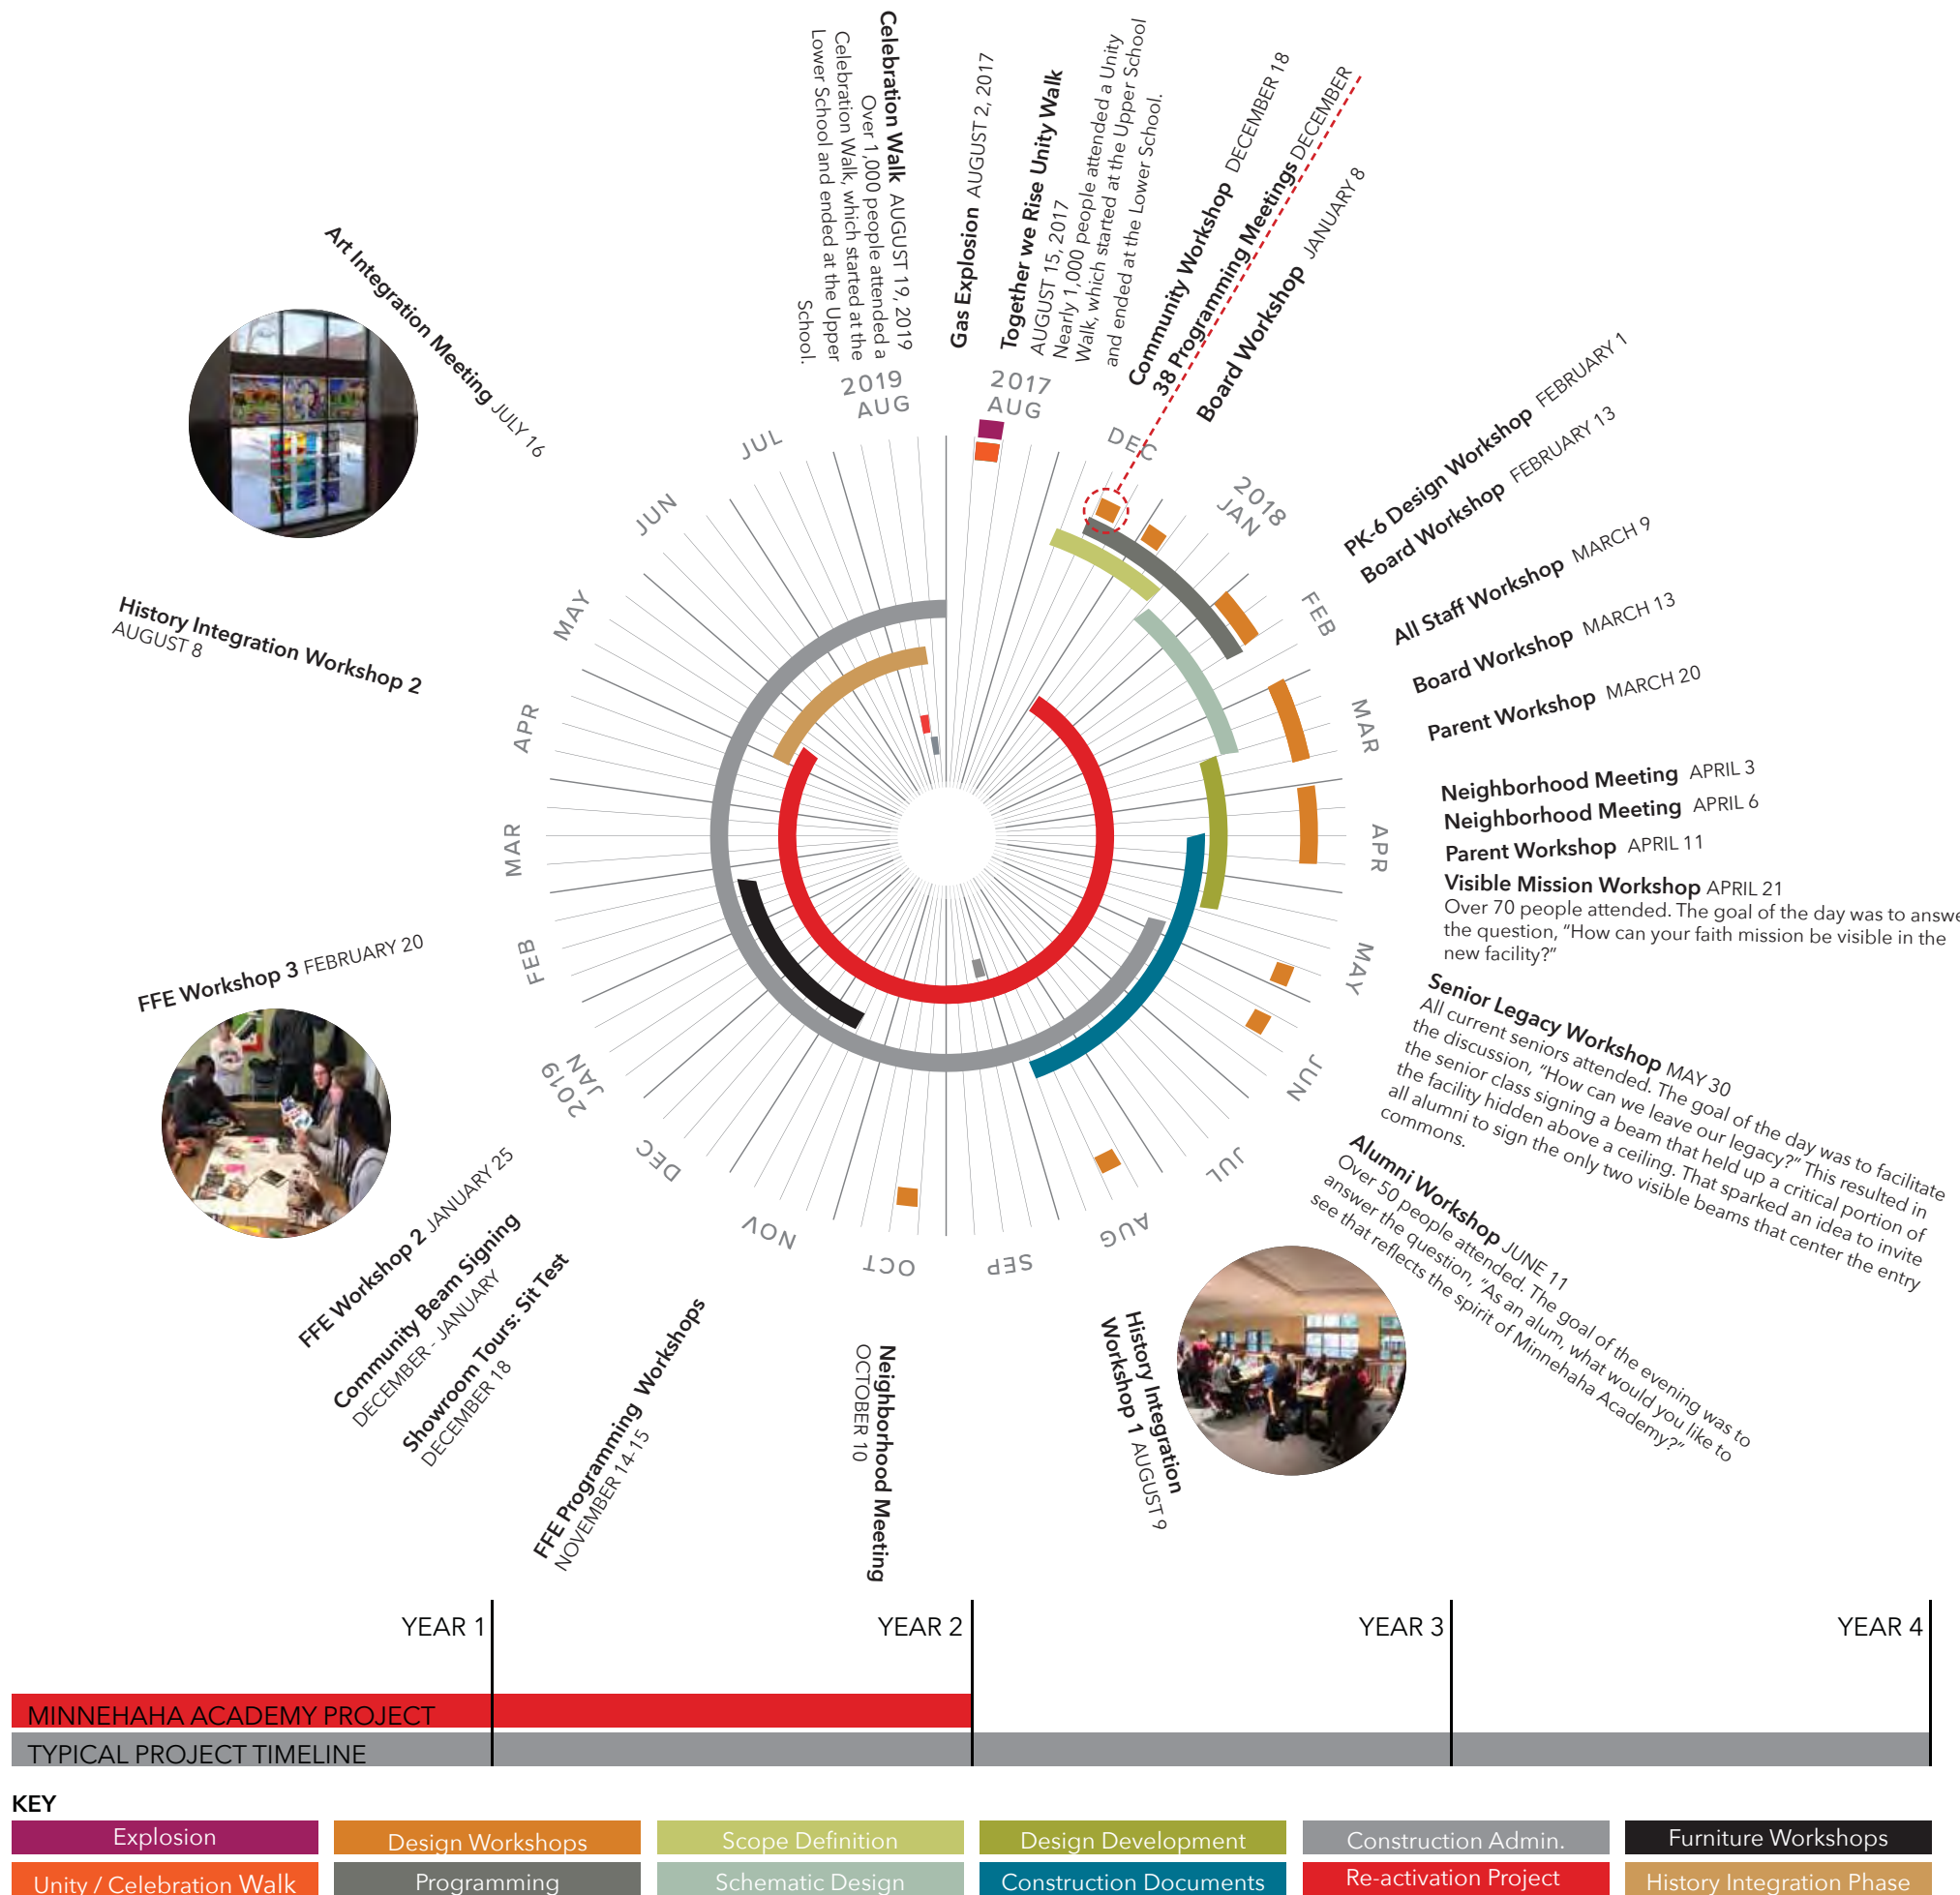 Celebration Walk AUGUST 19, 2019
Over 1,000 people attended a
Celebration Walk, which started at the
Lower School and ended at the Upper
School.
Gas Explosion AUGUST 2, 2017
Together we Rise Unity Walk
AUGUST 15, 2017
Nearly 1,000 people attended a Unity
Walk, which started at the Upper School
and ended at the Lower School.
Community Workshop DECEMBER 18
38 Programming Meetings DECEMBER
Board Workshop JANUARY 8
PK-6 Design Workshop FEBRUARY 1
Board Workshop FEBRUARY 13
All Staff Workshop MARCH 9
Board Workshop MARCH 13
Parent Workshop MARCH 20
Neighborhood Meeting APRIL 3
Neighborhood Meeting APRIL 6
Parent Workshop APRIL 11
Visible Mission Workshop APRIL 21
Over 70 people attended. The goal of the day was to answe
the question, "How can your faith mission be visible in the
new facility?"
Senior Legacy Workshop MAY 30
All current seniors attended. The goal of the day was to facilitate
the discussion, "How can we leave our legacy?" This resulted in
the senior class signing a beam that held up a critical portion of
the facility hidden above a ceiling. That sparked an idea to invite
all alumni to sign the only two visible beams that center the entry
commons.
Alumni Workshop JUNE 11
Over 50 people attended. The goal of the evening was to
answer the question, "As an alum, what would you like to
see that reflects the spirit of Minnehaha Academy?"
History Integration
Workshop 1 AUGUST 9
Neighborhood Meeting
OCTOBER 10
FFE Programming Workshops
NOVEMBER 14-15
Showroom Tours: Sit Test
DECEMBER 18
Community Beam Signing
DECEMBER - JANUARY
FFE Workshop 2 JANUARY 25
FFE Workshop 3 FEBRUARY 20
History Integration Workshop 2
AUGUST 8
Art Integration Meeting JULY 16
2017
AUG
DEC
2018
JAN
FEB
MAR
APR
MAY
JUN
JUL
AUG
SEP
OCT
NOV
DEC
JAN
2019
FEB
MAR
APR
MAY
JUN
JUL
2019
AUG
YEAR 1
YEAR 2
YEAR 3
YEAR 4
MINNEHAHA ACADEMY PROJECT
TYPICAL PROJECT TIMELINE
KEY
Explosion
Design Workshops
Scope Definition
Design Development
Construction Admin.
Furniture Workshops
Unity / Celebration Walk
Programming
Schematic Design
Construction Documents
Re-activation Project
History Integration Phase